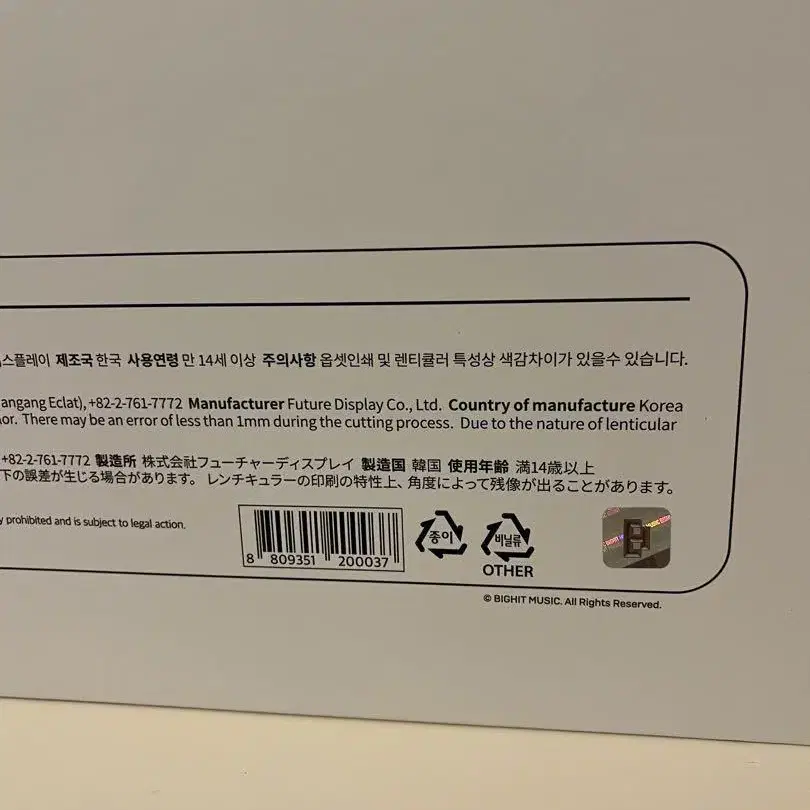 스플레이 제조국 한국 사용연령 만 14세 이상 주의사항 옵셋인쇄 및 렌티큘러 특성상 색감차이가 있을수 있습니다.
angang Eclat), +82-2-761-7772 Manufacturer Future Display Co., Ltd. Country of manufacture Korea
or. There may be an error of less than 1mm during the cutting process. Due to the nature of lenticular
+82-2-761-7772 製造所 株式会社フューチャーディスプレイ 製造国 韓国 使用年齢 満14歳以上
下の誤差が生じる場合があります。 レンチキュラーの印刷の特性上、角度によって残像が出ることがあります。
y prohibited and is subject to legal action.
8 809351 200037
종이
비닐류
OTHER
© BIGHIT MUSIC. All Rights Reserved.